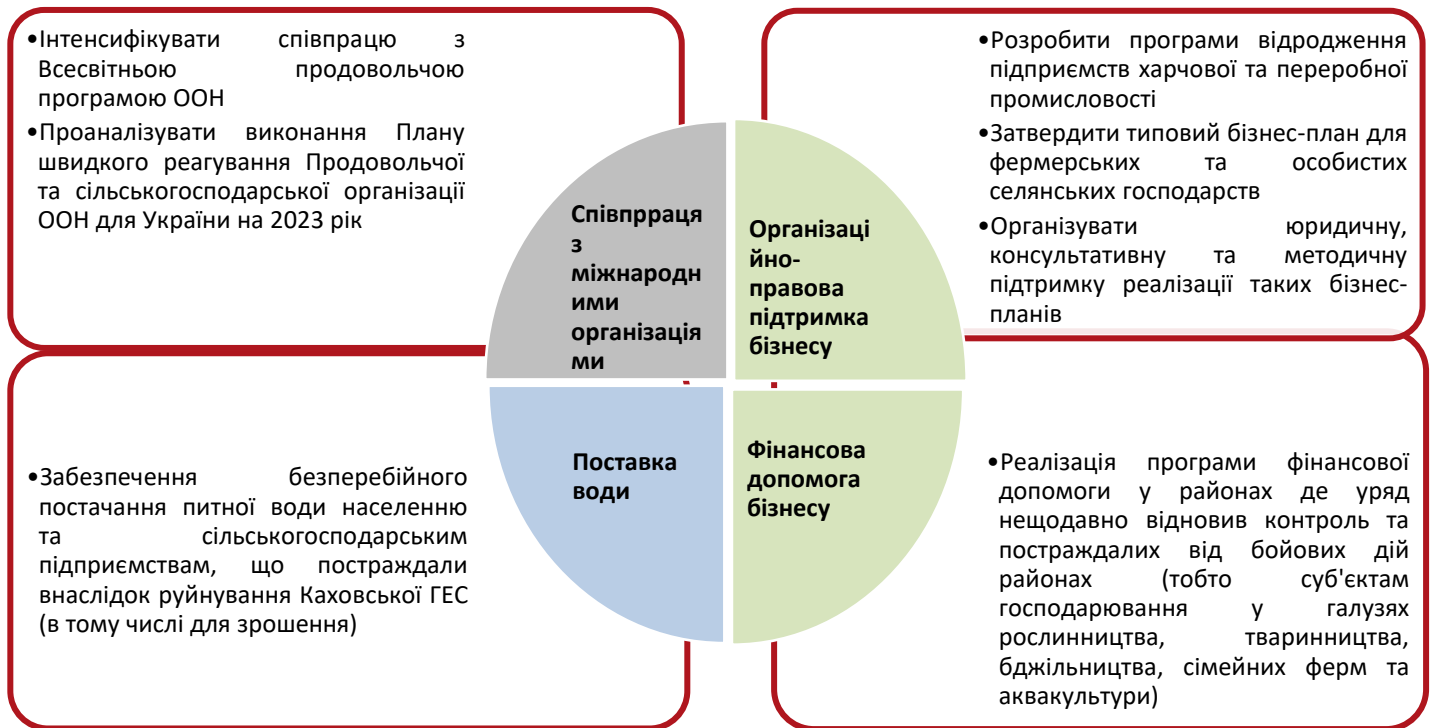 •Інтенсифікувати співпрацю з
Всесвітньою продовольчою
програмою ООН
•Проаналізувати виконання Плану
швидкого реагування Продовольчої
та сільськогосподарської організації
ООН для України на 2023 рік
•Розробити програми відродження
підприємств харчової та переробної
промисловості
•Затвердити типовий бізнес-план для
фермерських та особистих
селянських господарств
•Організувати юридичну,
консультативну та методичну
підтримку реалізації таких бізнес-
планів
Співпрраця
з
міжнародн
ими
організація
ми
Організаці
йно-
правова
підтримка
бізнесу
Поставка
води
Фінансова
допомога
бізнесу
•Забезпечення безперебійного
постачання питної води населенню
та сільськогосподарським
підприємствам, що постраждали
внаслідок руйнування Каховської ГЕС
(в тому числі для зрошення)
•Реалізація програми фінансової
допомоги у районах де уряд
нещодавно відновив контроль та
постраждалих від бойових дій
районах (тобто суб'єктам
господарювання у галузях
рослинництва, тваринництва,
бджільництва, сімейних ферм та
аквакультури)